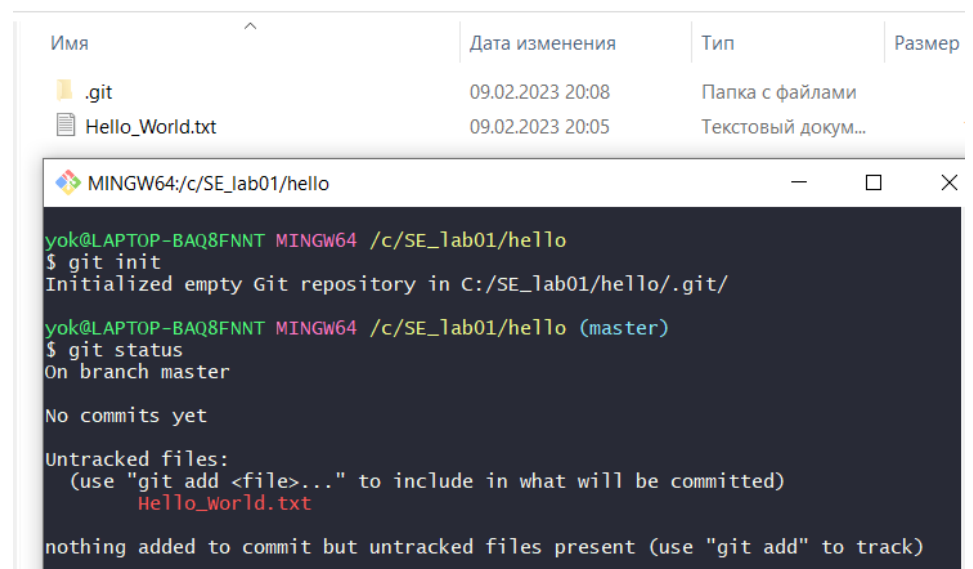 Имя Дата изменения Тип Размер
.git 09.02.2023 20:08 Папка с файлами
Hello_World.txt 09.02.2023 20:05 Текстовый докум...
MINGW64:/c/SE_lab01/hello
yok@LAPTOP-BAQ8FNNT MINGW64 /c/SE_lab01/hello
$ git init
Initialized empty Git repository in C:/SE_lab01/hello/.git/
yok@LAPTOP-BAQ8FNNT MINGW64 /c/SE_lab01/hello (master)
$ git status
On branch master
No commits yet
Untracked files:
(use "git add <file>..." to include in what will be committed)
Hello_World.txt
nothing added to commit but untracked files present (use "git add" to track)